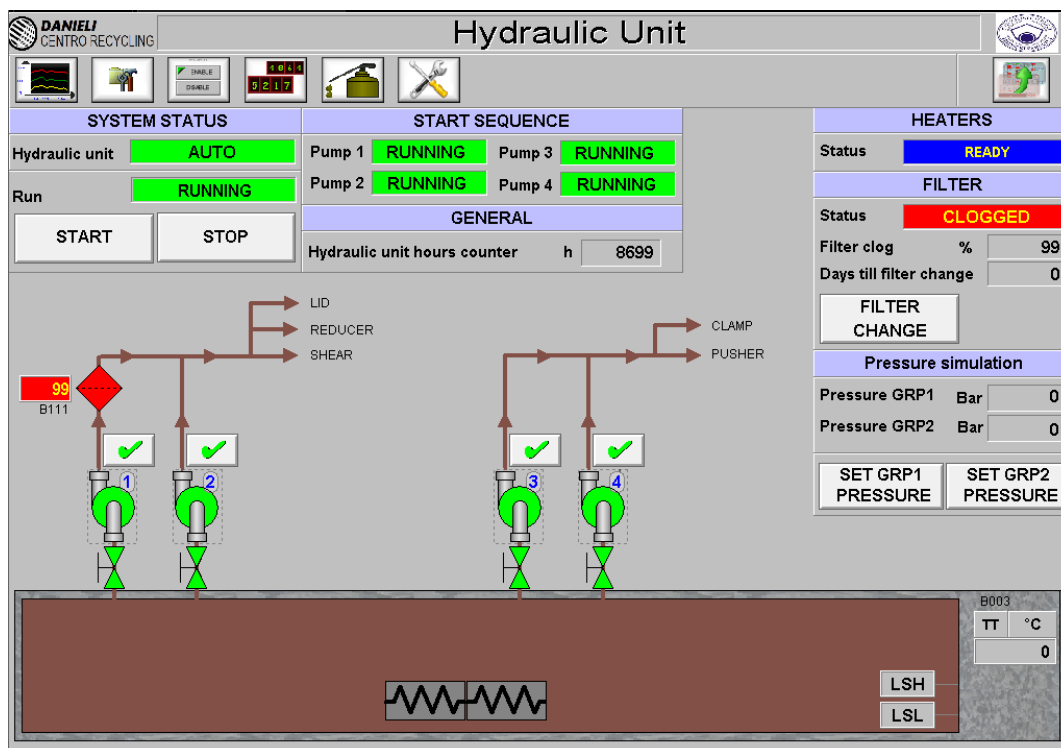 DANIELI
CENTRO RECYCLING
Hydraulic Unit
ENABLE
DISABLE
SYSTEM STATUS
Hydraulic unit AUTO
Run RUNNING
START STOP
START SEQUENCE
Pump 1 RUNNING Pump 3 RUNNING
Pump 2 RUNNING Pump 4 RUNNING
GENERAL
Hydraulic unit hours counter h 8699
HEATERS
Status READY
FILTER
Status CLOGGED
Filter clog % 99
Days till filter change 0
FILTER
CHANGE
Pressure simulation
Pressure GRP1 Bar 0
Pressure GRP2 Bar 0
SET GRP1
PRESSURE
SET GRP2
PRESSURE
LID
REDUCER
SHEAR
CLAMP
PUSHER
99
B111
1 2 3 4
B003
TT °C
0
LSH
LSL